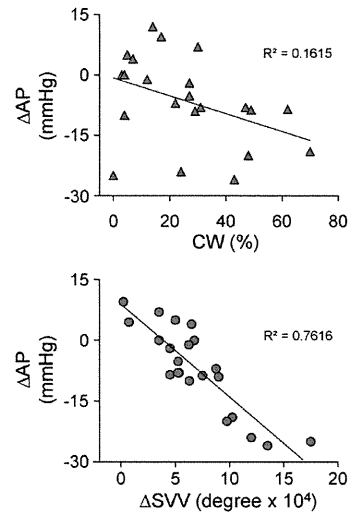 15
0
-15
-30
ΔAP
(mmHg)
R² = 0.1615
0 20 40 60 80
CW (%)
15
0
-15
-30
ΔAP
(mmHg)
R² = 0.7616
0 5 10 15 20
ΔSVV (degree x 10⁴)